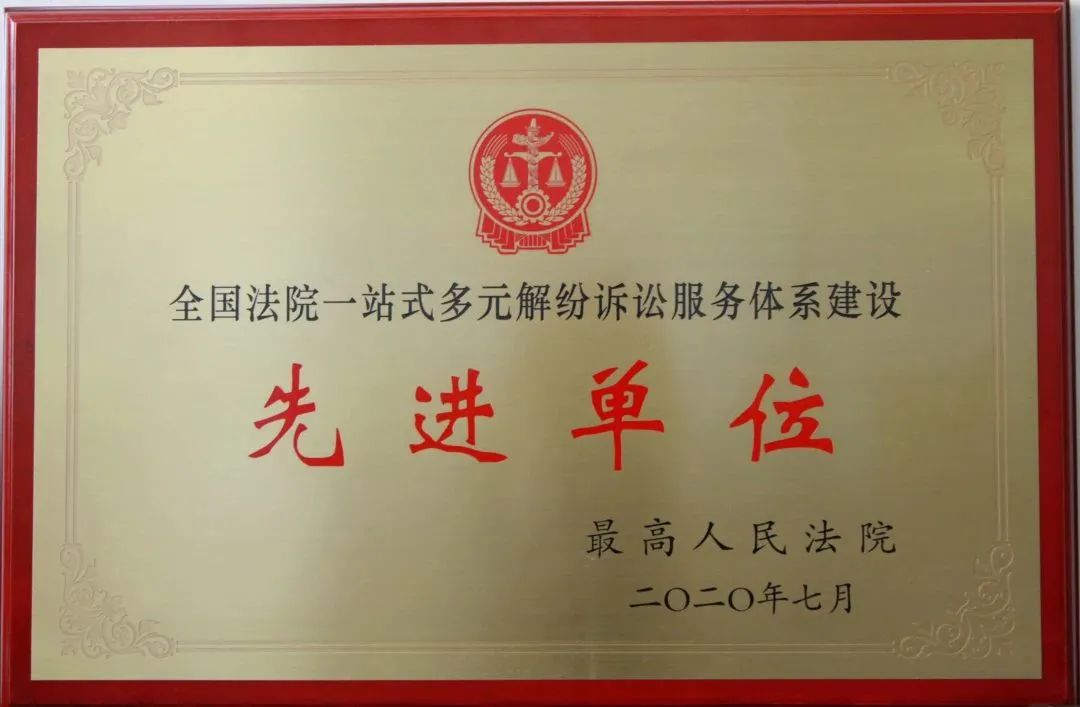 全国法院一站式多元解纷诉讼服务体系建设
先进单位
最高人民法院
二〇二〇年七月